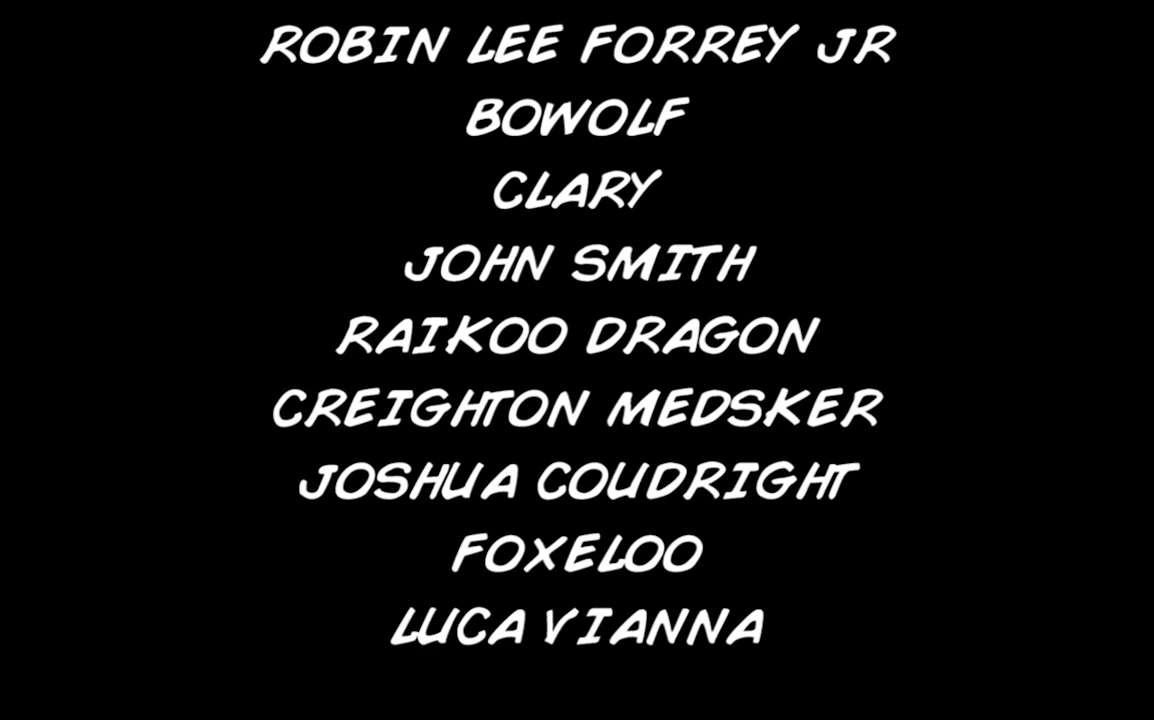 ROBIN LEE FORREY JR
BOWOLF
CLARY
JOHN SMITH
RAIKOO DRAGON
CREIGHTON MEDSKER
JOSHUA COUDRIGHT
FOXELOO
LUCA VIANNA